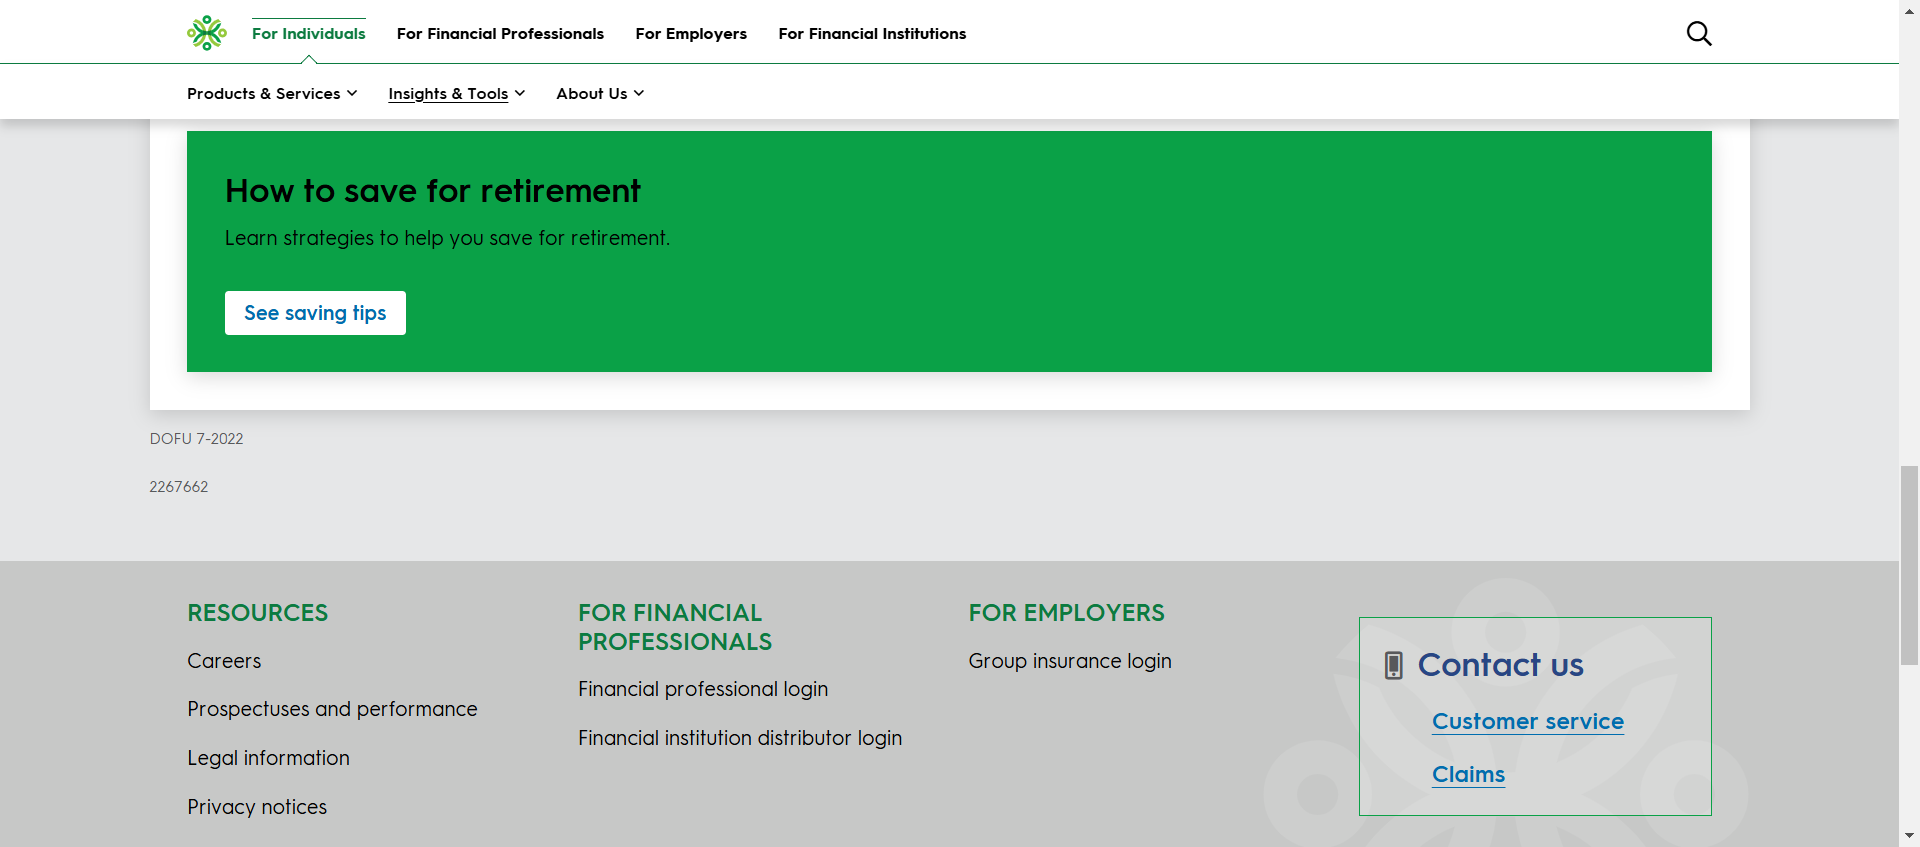 For Individuals
For Financial Professionals
For Employers
For Financial Institutions
Products & Services
Insights & Tools
About Us
How to save for retirement
Learn strategies to help you save for retirement.
See saving tips
DOFU 7-2022
2267662
RESOURCES
Careers
Prospectuses and performance
Legal information
Privacy notices
FOR FINANCIAL
PROFESSIONALS
Financial professional login
Financial institution distributor login
FOR EMPLOYERS
Group insurance login
Contact us
Customer service
Claims